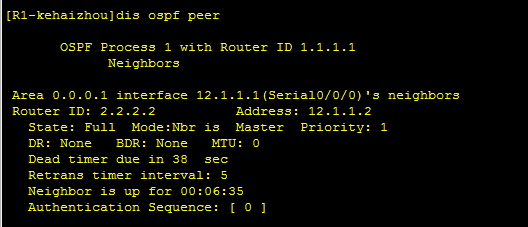 [R1-kehaizhou]dis ospf peer
OSPF Process 1 with Router ID 1.1.1.1
Neighbors
Area 0.0.0.1 interface 12.1.1.1(Serial0/0/0)'s neighbors
Router ID: 2.2.2.2 Address: 12.1.1.2
State: Full Mode:Nbr is Master Priority: 1
DR: None BDR: None MTU: 0
Dead timer due in 38 sec
Retrans timer interval: 5
Neighbor is up for 00:06:35
Authentication Sequence: [ 0 ]